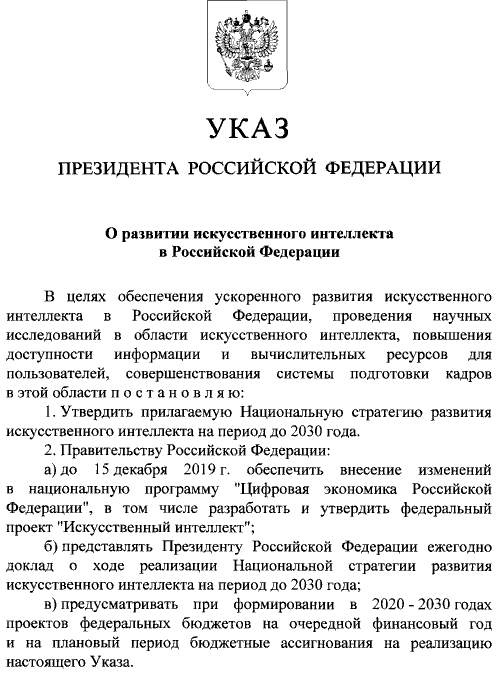 УКАЗ
ПРЕЗИДЕНТА РОССИЙСКОЙ ФЕДЕРАЦИИ
О развитии искусственного интеллекта
в Российской Федерации
В целях обеспечения ускоренного развития искусственного
интеллекта в Российской Федерации, проведения научных
исследований в области искусственного интеллекта, повышения
доступности информации и вычислительных ресурсов для
пользователей, совершенствования системы подготовки кадров
в этой области п о с т а н о в л я ю:
1. Утвердить прилагаемую Национальную стратегию развития
искусственного интеллекта на период до 2030 года.
2. Правительству Российской Федерации:
а) до 15 декабря 2019 г. обеспечить внесение изменений
в национальную программу "Цифровая экономика Российской
Федерации", в том числе разработать и утвердить федеральный
проект "Искусственный интеллект";
б) представлять Президенту Российской Федерации ежегодно
доклад о ходе реализации Национальной стратегии развития
искусственного интеллекта на период до 2030 года;
в) предусматривать при формировании в 2020 - 2030 годах
проектов федеральных бюджетов на очередной финансовый год
и на плановый период бюджетные ассигнования на реализацию
настоящего Указа.